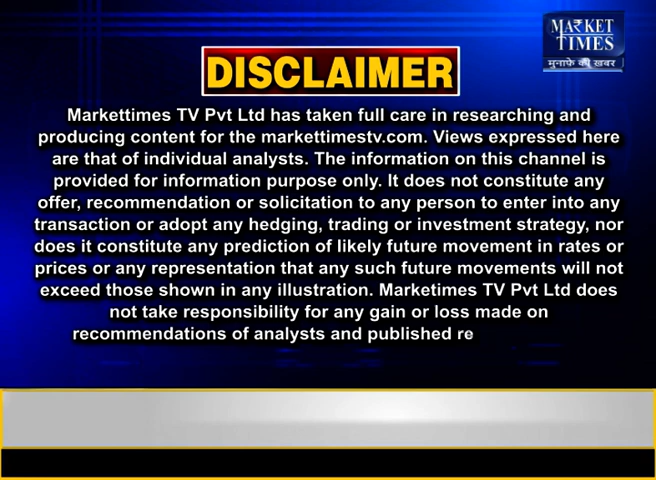 MARKET
TIMES
मुनाफे की खबर
DISCLAIMER
Markettimes TV Pvt Ltd has taken full care in researching and
producing content for the markettimestv.com. Views expressed here
are that of individual analysts. The information on this channel is
provided for information purpose only. It does not constitute any
offer, recommendation or solicitation to any person to enter into any
transaction or adopt any hedging, trading or investment strategy, nor
does it constitute any prediction of likely future movement in rates or
prices or any representation that any such future movements will not
exceed those shown in any illustration. Marketimes TV Pvt Ltd does
not take responsibility for any gain or loss made on
recommendations of analysts and published re